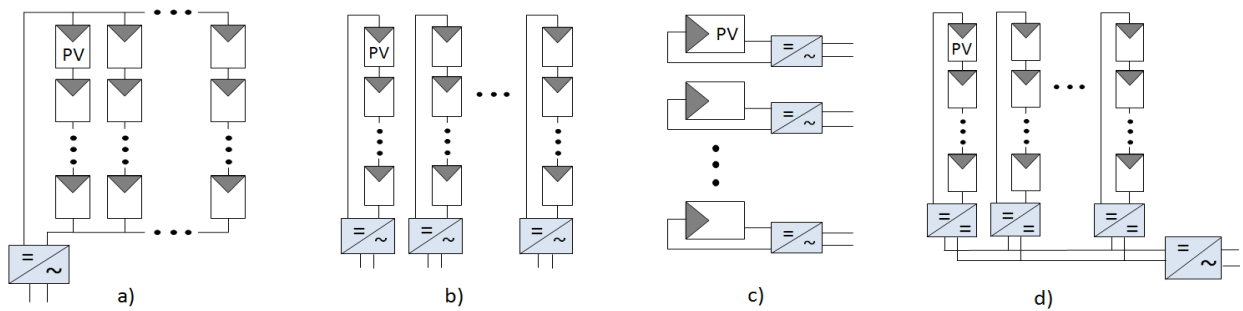 PV
= ~
a)
PV
= ~
= ~
= ~
b)
PV
= ~
= ~
= ~
c)
PV
= =
= =
= =
= ~
d)